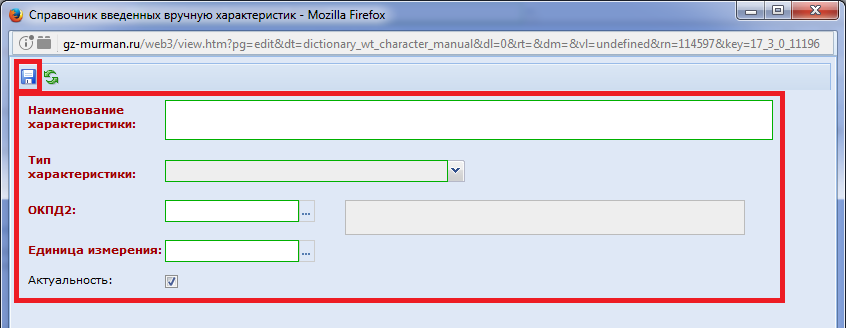 Справочник введенных вручную характеристик - Mozilla Firefox
gz-murman.ru/web3/view.htm?pg=edit&dt=dictionary_wt_character_manual&dl=0&rt=&dm=&vl=undefined&rn=114597&key=17_3_0_11196
Наименование
характеристики:
Тип
характеристики:
ОКПД2:
...
Единица измерения:
...
Актуальность: